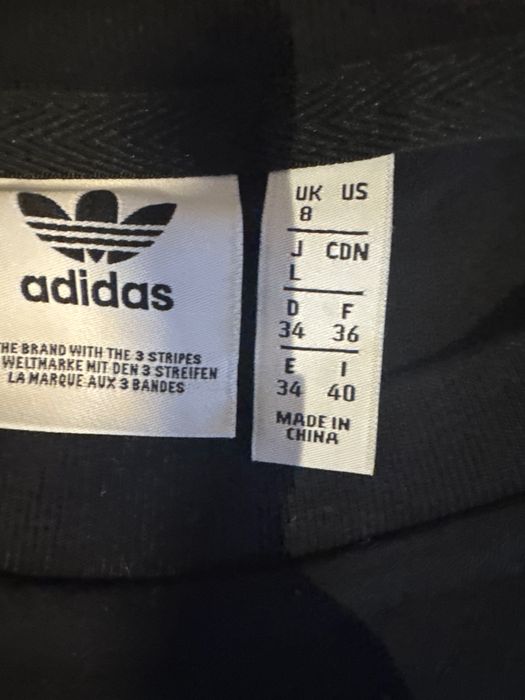 adidas
THE BRAND WITH THE 3 STRIPES
WELTMARKE MIT DEN 3 STREIFEN
LA MARQUE AUX 3 BANDES
UK US
8
J CDN
L
D F
34 36
E I
34 40
MADE IN
CHINA